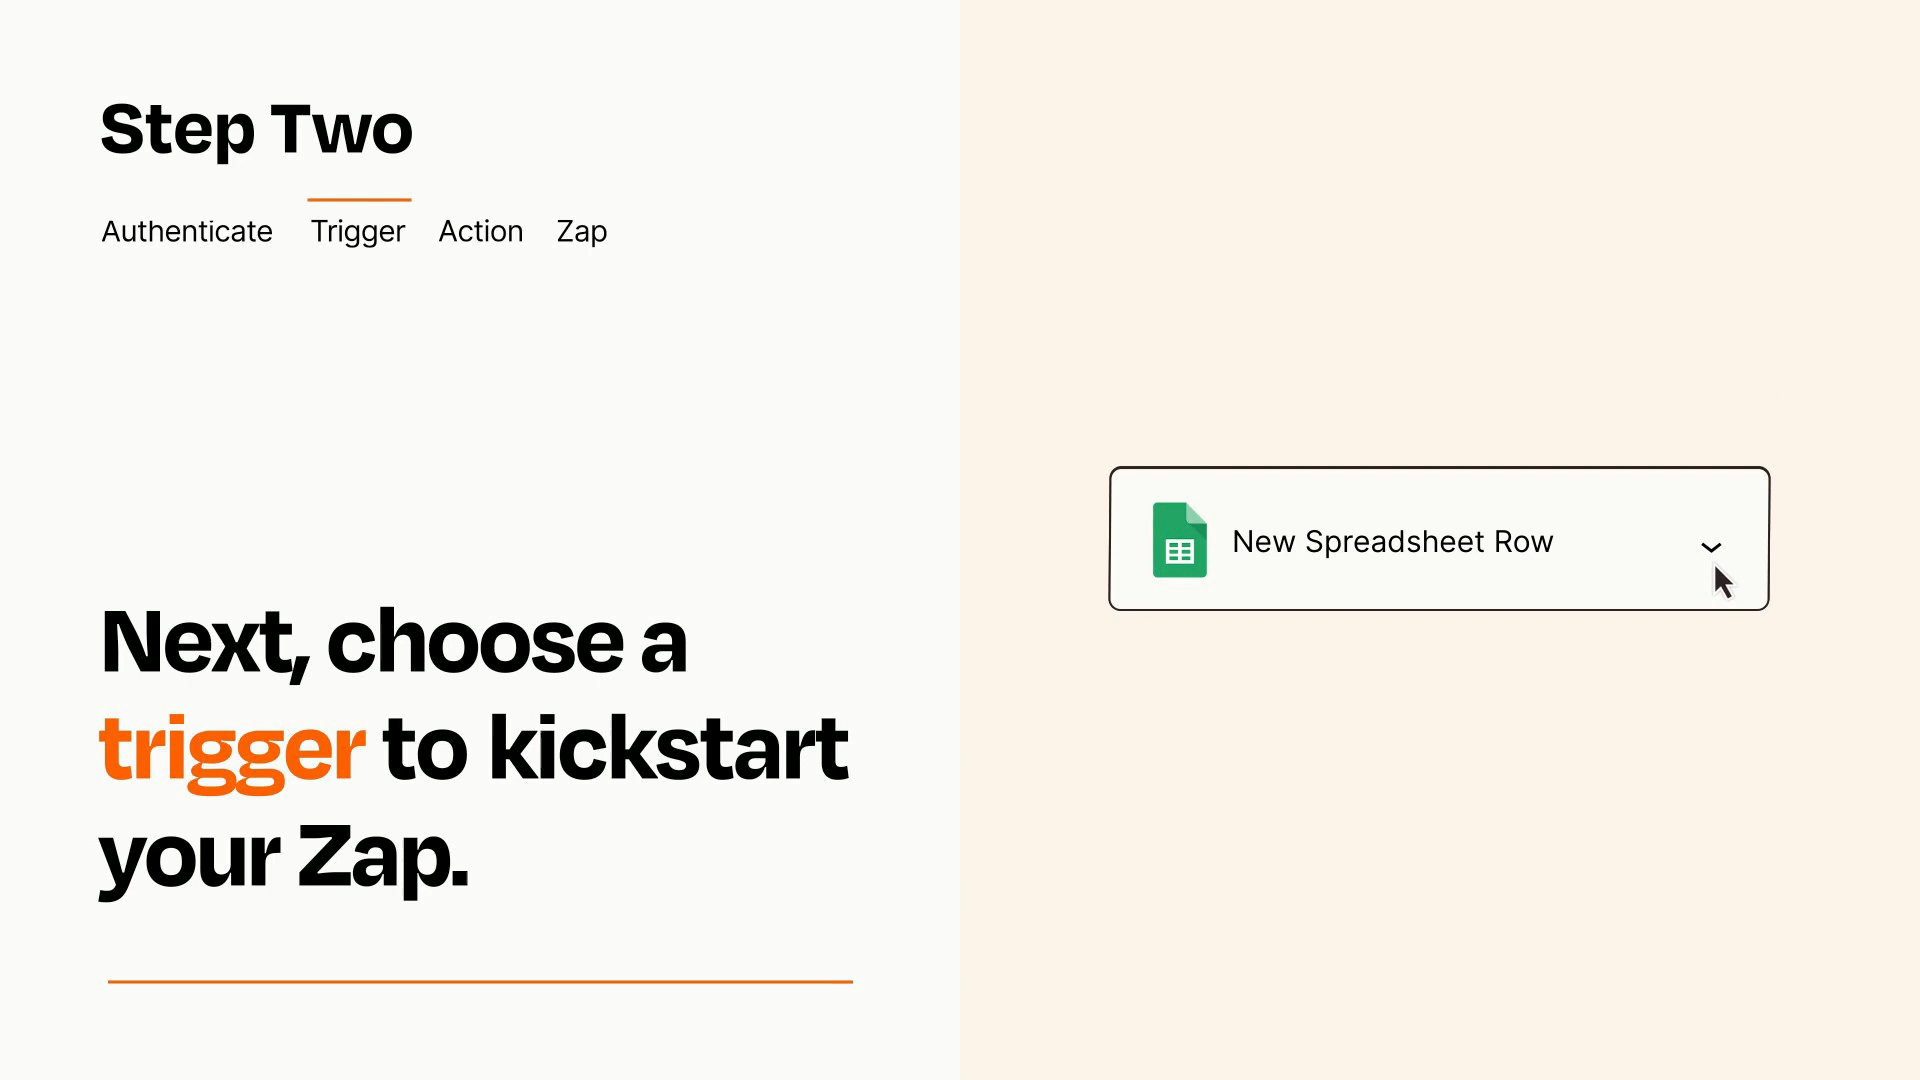 Step Two
Authenticate Trigger Action Zap
Next, choose a
trigger to kickstart
your Zap.
New Spreadsheet Row